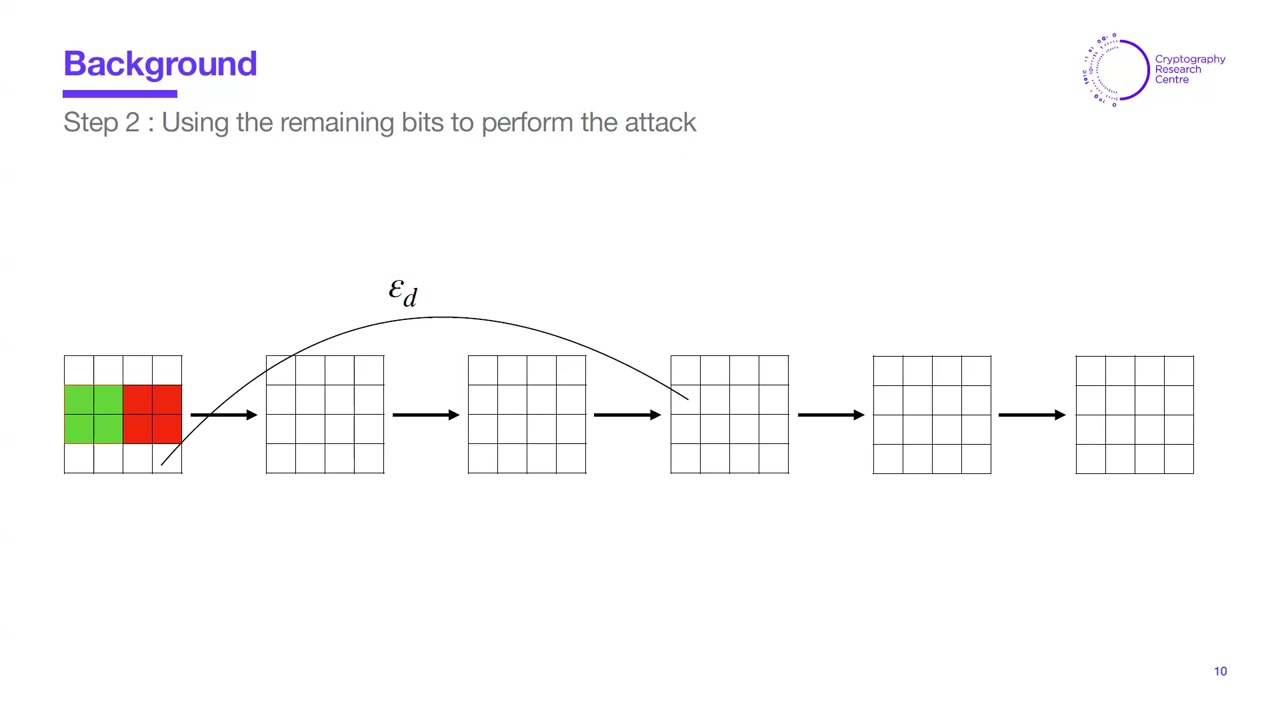 Background
Cryptography
Research
Centre
Step 2 : Using the remaining bits to perform the attack
εd
10